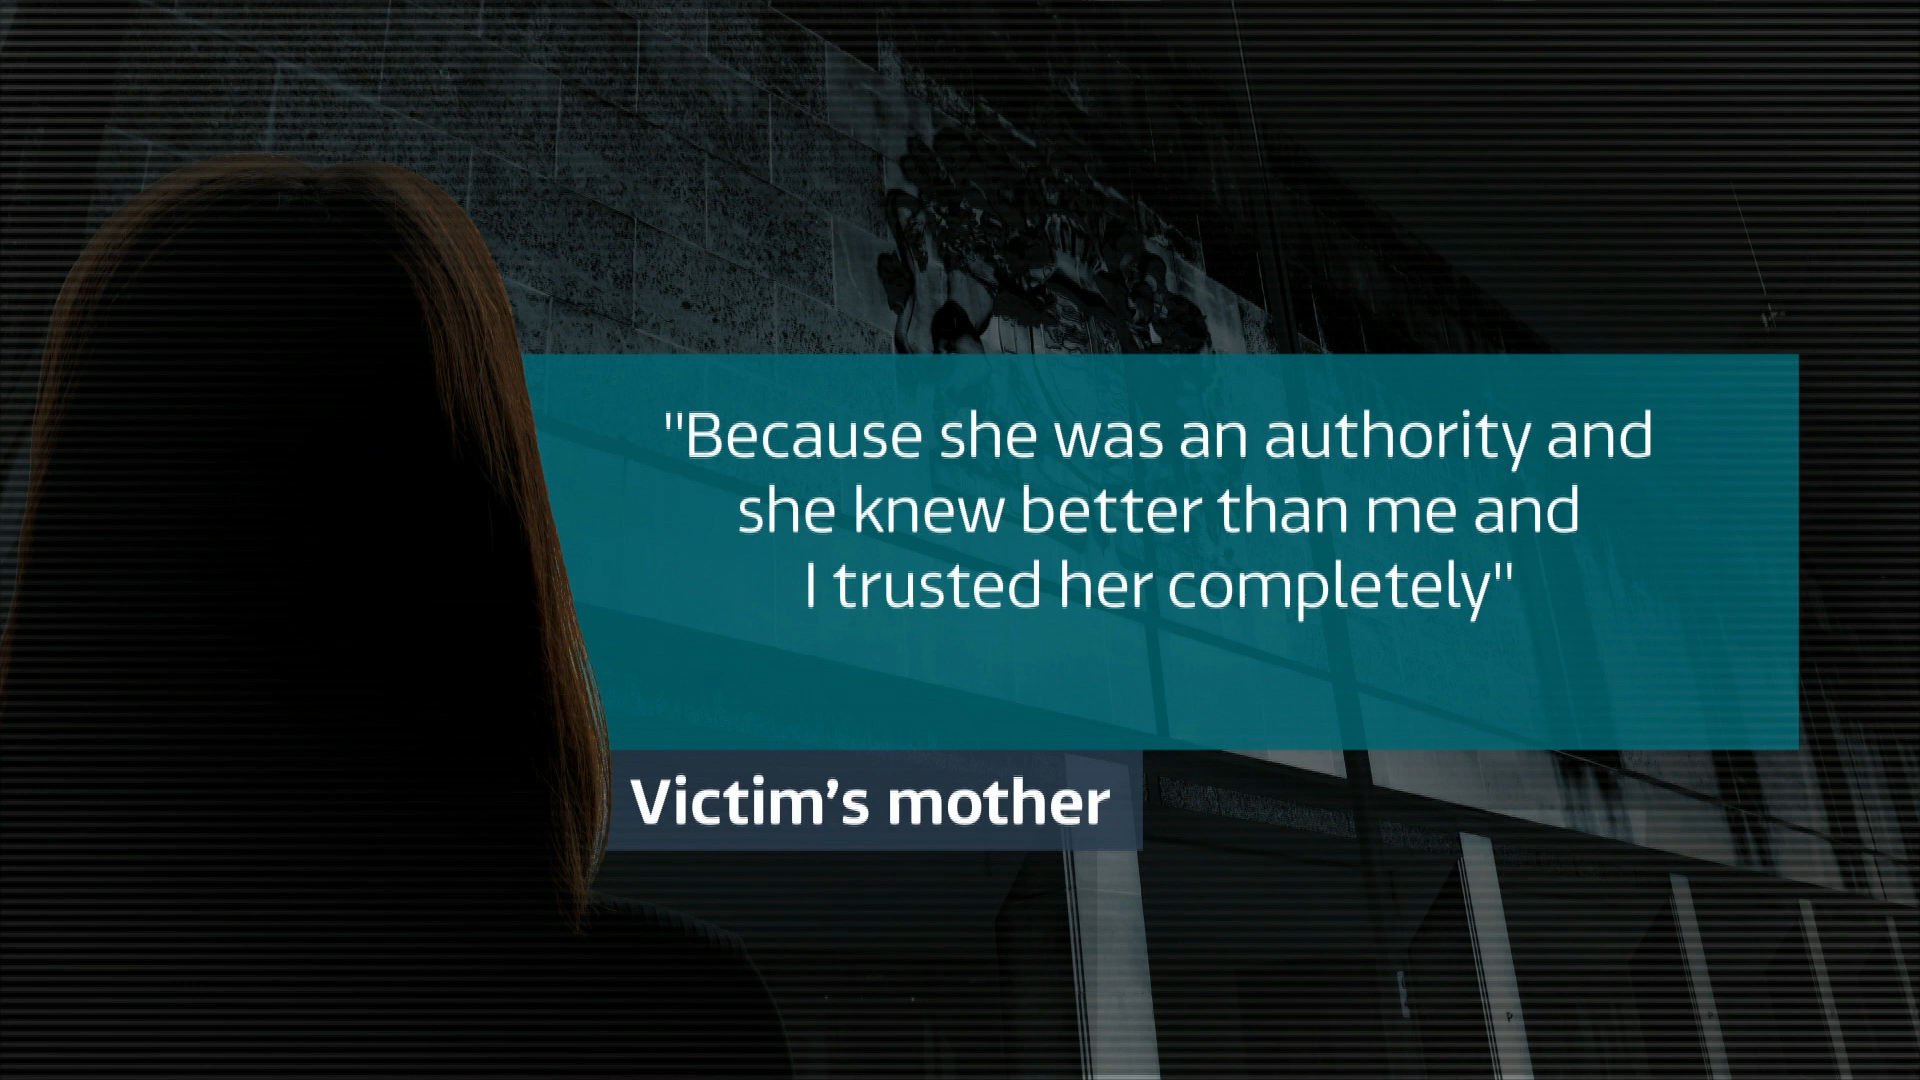 "Because she was an authority and
she knew better than me and
I trusted her completely"
Victim’s mother